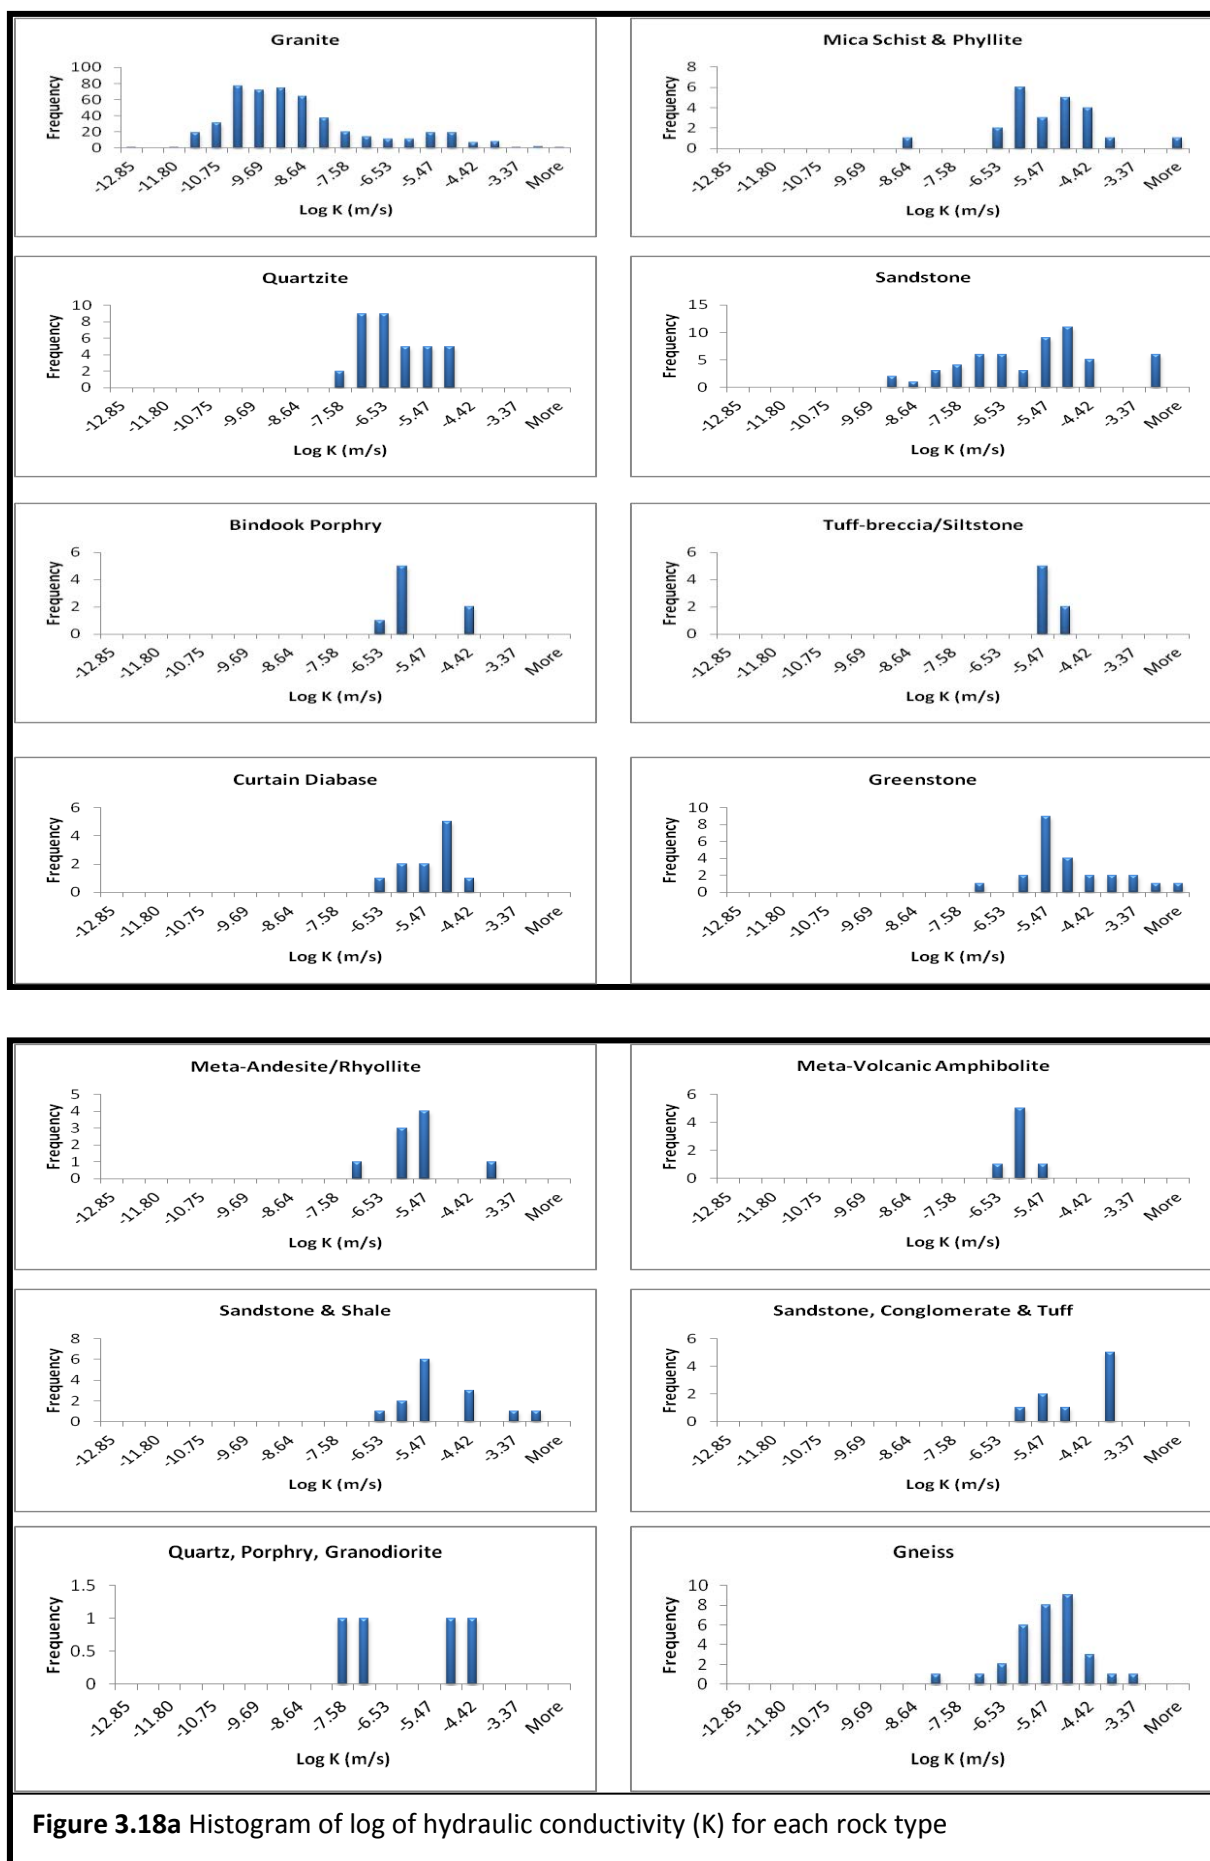 Granite
Frequency
100
80
60
40
20
0
-12.85 -11.80 -10.75 -9.69 -8.64 -7.58 -6.53 -5.47 -4.42 -3.37 More
Log K (m/s)
Mica Schist & Phyllite
Frequency
8
6
4
2
0
-12.85 -11.80 -10.75 -9.69 -8.64 -7.58 -6.53 -5.47 -4.42 -3.37 More
Log K (m/s)
Quartzite
Frequency
10
8
6
4
2
0
-12.85 -11.80 -10.75 -9.69 -8.64 -7.58 -6.53 -5.47 -4.42 -3.37 More
Log K (m/s)
Sandstone
Frequency
15
10
5
0
-12.85 -11.80 -10.75 -9.69 -8.64 -7.58 -6.53 -5.47 -4.42 -3.37 More
Log K (m/s)
Bindook Porphry
Frequency
6
4
2
0
-12.85 -11.80 -10.75 -9.69 -8.64 -7.58 -6.53 -5.47 -4.42 -3.37 More
Log K (m/s)
Tuff-breccia/Siltstone
Frequency
6
4
2
0
-12.85 -11.80 -10.75 -9.69 -8.64 -7.58 -6.53 -5.47 -4.42 -3.37 More
Log K (m/s)
Curtain Diabase
Frequency
6
4
2
0
-12.85 -11.80 -10.75 -9.69 -8.64 -7.58 -6.53 -5.47 -4.42 -3.37 More
Log K (m/s)
Greenstone
Frequency
10
8
6
4
2
0
-12.85 -11.80 -10.75 -9.69 -8.64 -7.58 -6.53 -5.47 -4.42 -3.37 More
Log K (m/s)
Meta-Andesite/Rhyollite
Frequency
5
4
3
2
1
0
-12.85 -11.80 -10.75 -9.69 -8.64 -7.58 -6.53 -5.47 -4.42 -3.37 More
Log K (m/s)
Meta-Volcanic Amphibolite
Frequency
6
4
2
0
-12.85 -11.80 -10.75 -9.69 -8.64 -7.58 -6.53 -5.47 -4.42 -3.37 More
Log K (m/s)
Sandstone & Shale
Frequency
8
6
4
2
0
-12.85 -11.80 -10.75 -9.69 -8.64 -7.58 -6.53 -5.47 -4.42 -3.37 More
Log K (m/s)
Sandstone, Conglomerate & Tuff
Frequency
6
4
2
0
-12.85 -11.80 -10.75 -9.69 -8.64 -7.58 -6.53 -5.47 -4.42 -3.37 More
Log K (m/s)
Quartz, Porphry, Granodiorite
Frequency
1.5
1
0.5
0
-12.85 -11.80 -10.75 -9.69 -8.64 -7.58 -6.53 -5.47 -4.42 -3.37 More
Log K (m/s)
Gneiss
Frequency
10
8
6
4
2
0
-12.85 -11.80 -10.75 -9.69 -8.64 -7.58 -6.53 -5.47 -4.42 -3.37 More
Log K (m/s)
Figure 3.18a Histogram of log of hydraulic conductivity (K) for each rock type